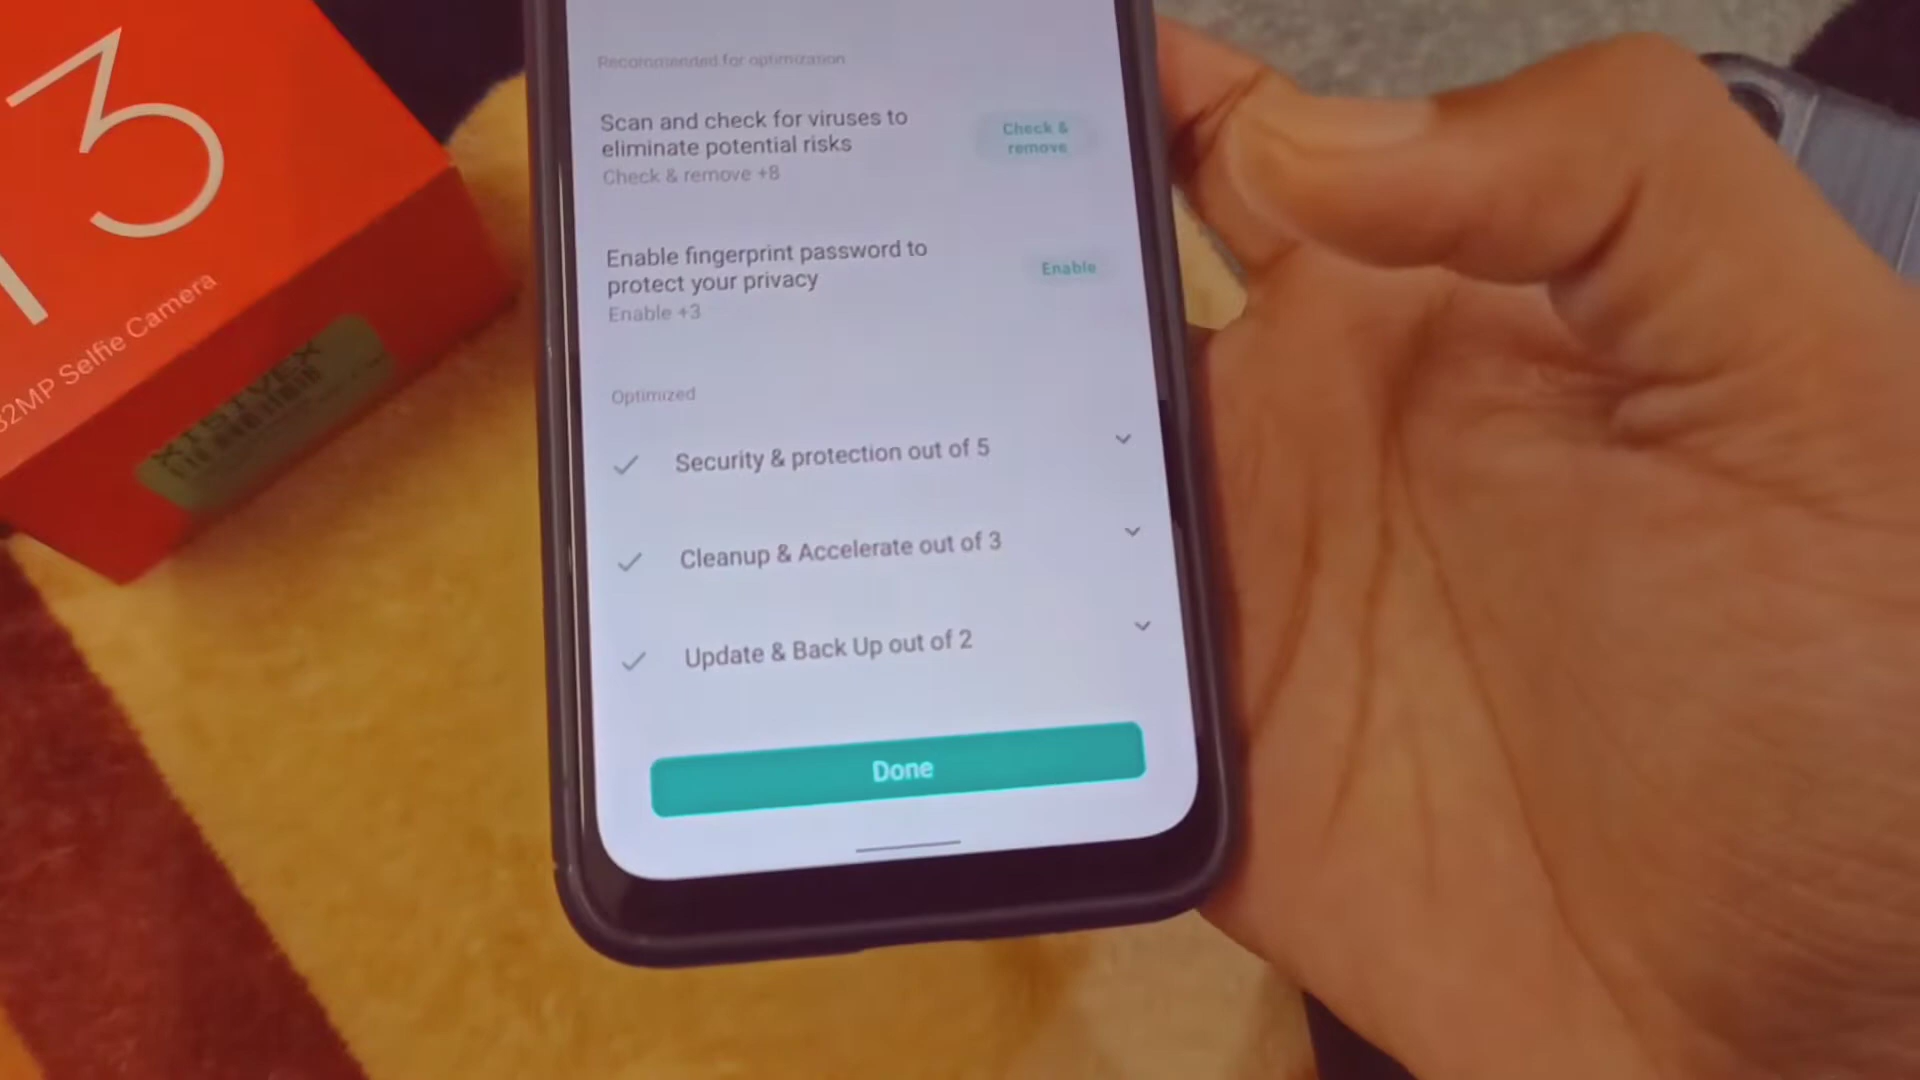 13
32MP Selfie Camera
Recommended for optimization
Scan and check for viruses to
eliminate potential risks
Check & remove +8
Check &
remove
Enable fingerprint password to
protect your privacy
Enable +3
Enable
Optimized
Security & protection out of 5
Cleanup & Accelerate out of 3
Update & Back Up out of 2
Done